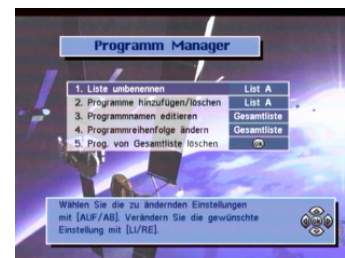 Programm Manager
1. Liste umbenennen List A
2. Programme hinzufügen/löschen List A
3. Programmnamen editieren Gesamtliste
4. Programmreihenfolge ändern Gesamtliste
5. Prog. von Gesamtliste löschen OK
Wählen Sie die zu ändernden Einstellungen
mit [AUF/AB]. Verändern Sie die gewünschte
Einstellung mit [LI/RE].
OK